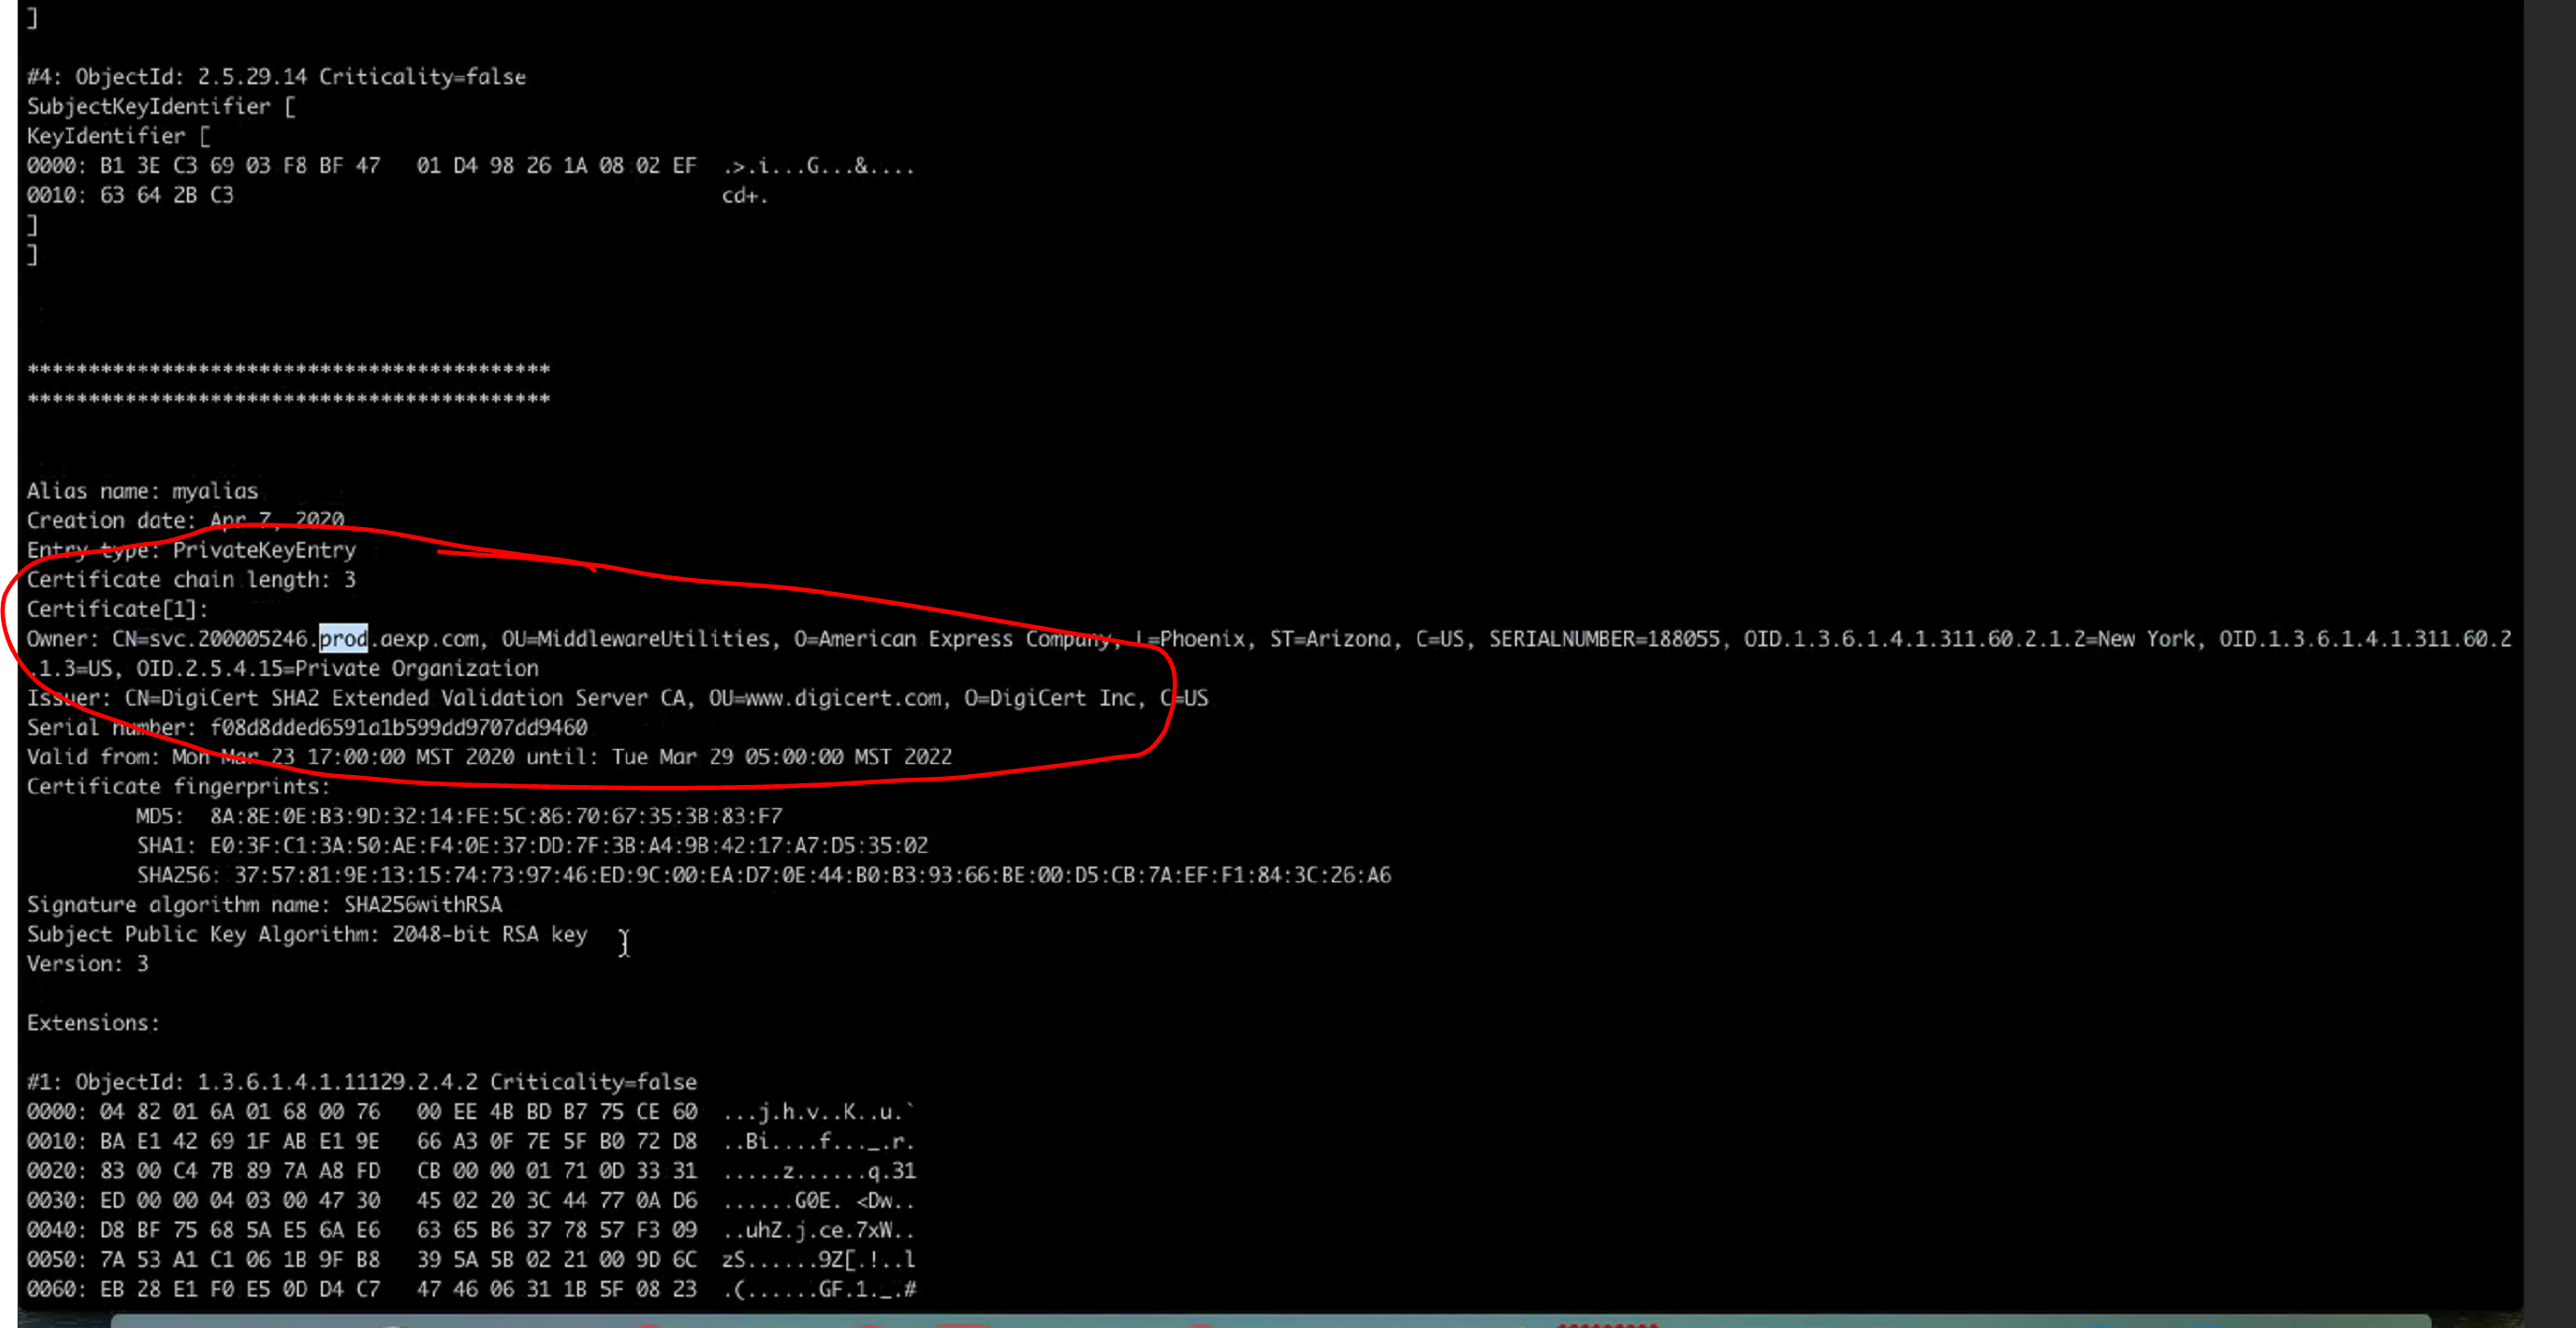 ]
#4: ObjectId: 2.5.29.14 Criticality=false
SubjectKeyIdentifier [
KeyIdentifier [
0000: B1 3E C3 69 03 F8 BF 47   01 D4 98 26 1A 08 02 EF  .>.i...G...&....
0010: 63 64 2B C3                                        cd+.
]
]
*******************************************
*******************************************
Alias name: myalias
Creation date: Apr 7, 2020
Entry type: PrivateKeyEntry
Certificate chain length: 3
Certificate[1]:
Owner: CN=svc.200005246.prod.aexp.com, OU=MiddlewareUtilities, O=American Express Company, L=Phoenix, ST=Arizona, C=US, SERIALNUMBER=188055, OID.1.3.6.1.4.1.311.60.2.1.2=New York, OID.1.3.6.1.4.1.311.60.2
.1.3=US, OID.2.5.4.15=Private Organization
Issuer: CN=DigiCert SHA2 Extended Validation Server CA, OU=www.digicert.com, O=DigiCert Inc, C=US
Serial number: f08d8dded6591a1b599dd9707dd9460
Valid from: Mon Mar 23 17:00:00 MST 2020 until: Tue Mar 29 05:00:00 MST 2022
Certificate fingerprints:
         MD5:  8A:8E:0E:B3:9D:32:14:FE:5C:86:70:67:35:3B:83:F7
         SHA1: E0:3F:C1:3A:50:AE:F4:0E:37:DD:7F:3B:A4:9B:42:17:A7:D5:35:02
         SHA256: 37:57:81:9E:13:15:74:73:97:46:ED:9C:00:EA:D7:0E:44:B0:B3:93:66:BE:00:D5:CB:7A:EF:F1:84:3C:26:A6
Signature algorithm name: SHA256withRSA
Subject Public Key Algorithm: 2048-bit RSA key
Version: 3
Extensions:
#1: ObjectId: 1.3.6.1.4.1.11129.2.4.2 Criticality=false
0000: 04 82 01 6A 01 68 00 76   00 EE 4B BD B7 75 CE 60  ...j.h.v..K..u.`
0010: BA E1 42 69 1F AB E1 9E   66 A3 0F 7E 5F B0 72 D8  ..Bi....f..._.r.
0020: 83 00 C4 7B 89 7A A8 FD   CB 00 00 01 71 0D 33 31  .....z......q.31
0030: ED 00 00 04 03 00 47 30   45 02 20 3C 44 77 0A D6  ......G0E. <Dw..
0040: D8 BF 75 68 5A E5 6A E6   63 65 B6 37 78 57 F3 09  ..uhZ.j.ce.7xW..
0050: 7A 53 A1 C1 06 1B 9F B8   39 5A 5B 02 21 00 9D 6C  zS......9Z[.!..l
0060: EB 28 E1 F0 E5 0D D4 C7   47 46 06 31 1B 5F 08 23  .(......GF.1._.#